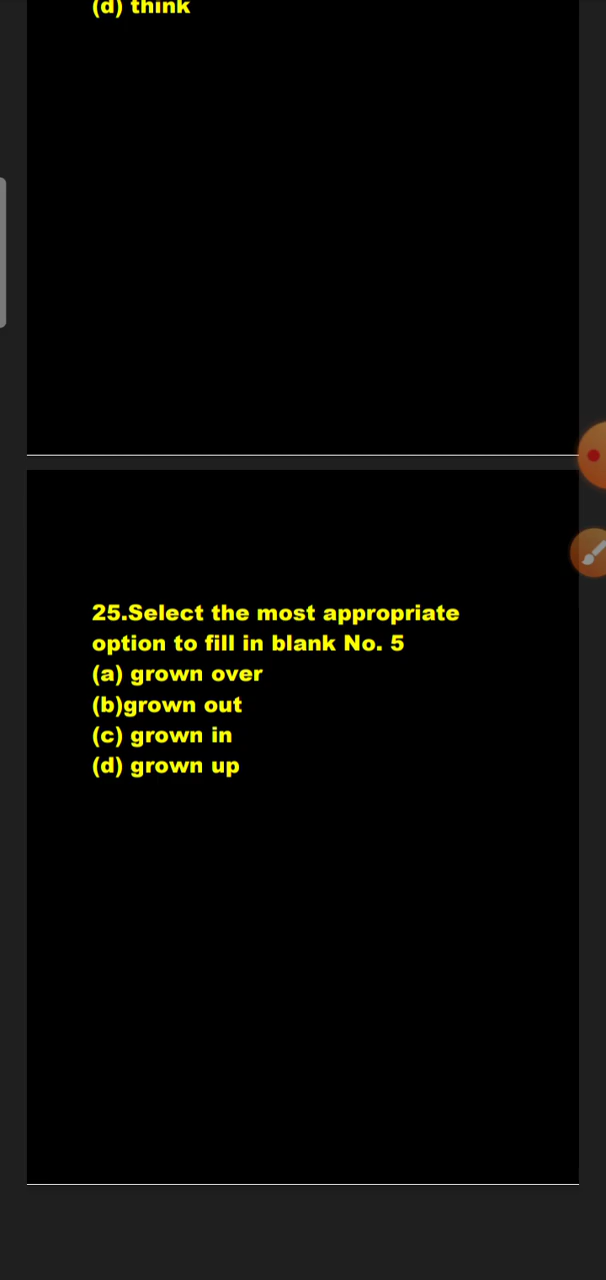 (d) think
25.Select the most appropriate
option to fill in blank No. 5
(a) grown over
(b)grown out
(c) grown in
(d) grown up